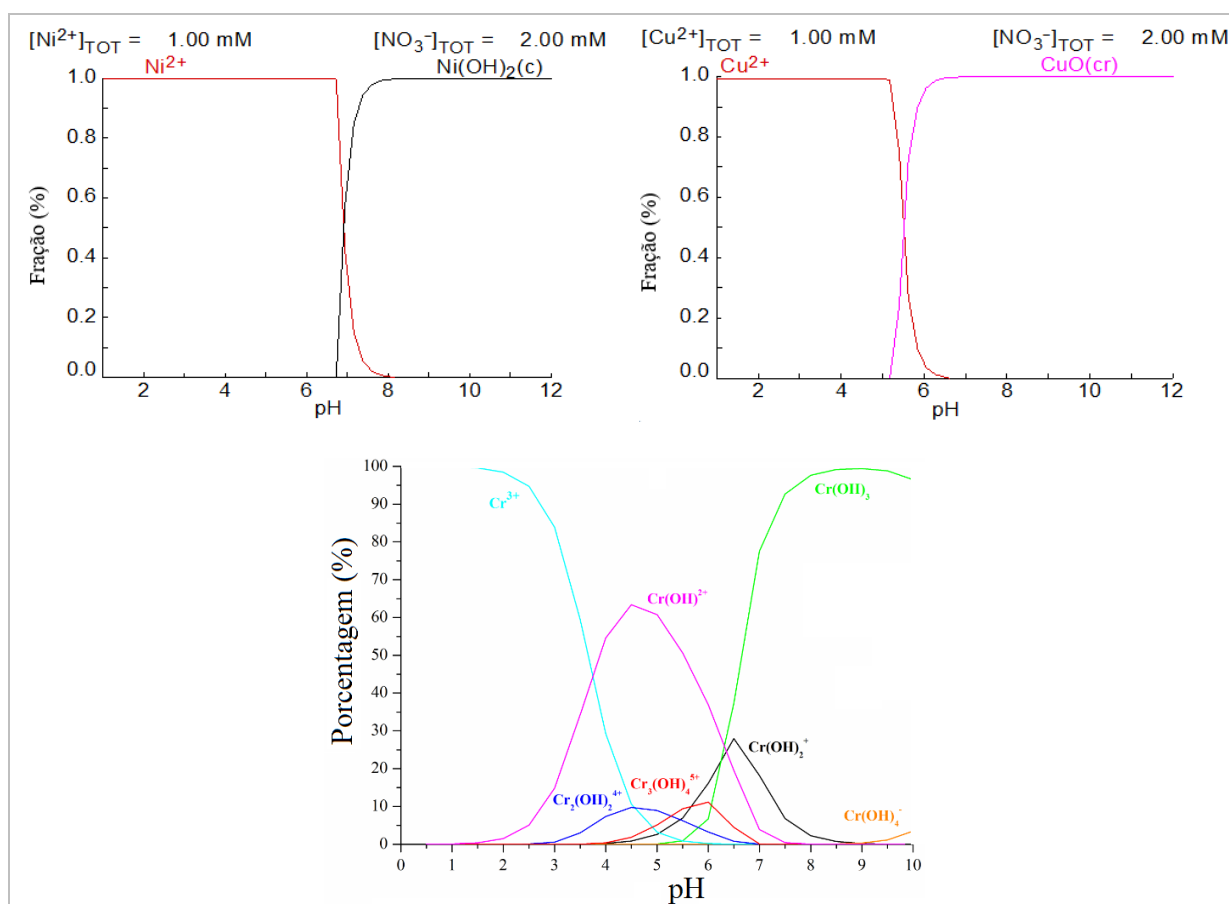 [Ni²⁺]TOT = 1.00 mM [NO₃⁻]TOT = 2.00 mM
Ni²⁺ Ni(OH)₂(c)
Fração (%)
1.0
0.8
0.6
0.4
0.2
0.0
2 4 6 8 10 12
pH
[Cu²⁺]TOT = 1.00 mM [NO₃⁻]TOT = 2.00 mM
Cu²⁺ CuO(cr)
Fração (%)
1.0
0.8
0.6
0.4
0.2
0.0
2 4 6 8 10 12
pH
Porcentagem (%)
100
90
80
70
60
50
40
30
20
10
0
Cr³⁺
Cr(OH)₃
Cr(OH)²⁺
Cr(OH)₂⁺
Cr₃(OH)₄⁵⁺
Cr₂(OH)₂⁴⁺
Cr(OH)₄⁻
0 1 2 3 4 5 6 7 8 9 10
pH